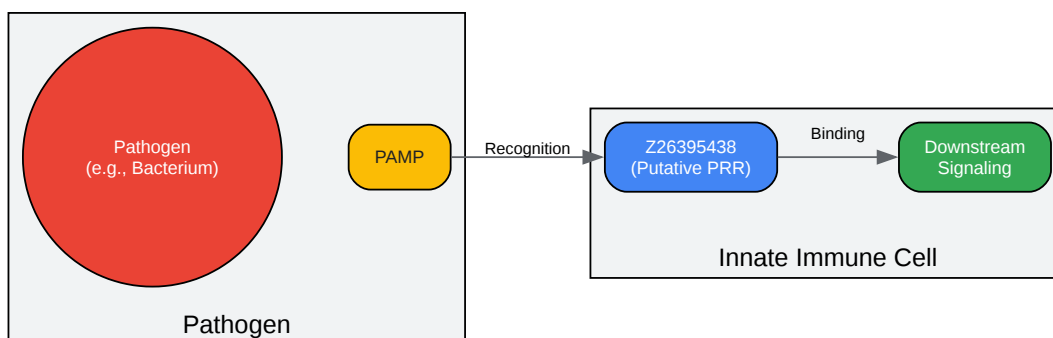 Pathogen
(e.g., Bacterium)
PAMP
Recognition
Z26395438
(Putative PRR)
Binding
Downstream
Signaling
Innate Immune Cell
Pathogen